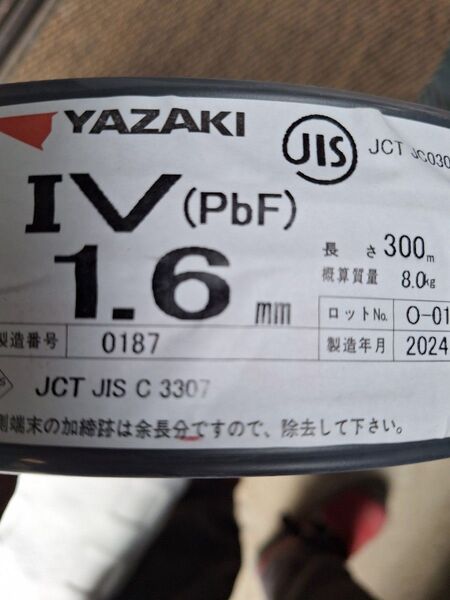 YAZAKI
JIS
JCT JC030
IV (PbF)
1.6 mm
長 さ 300m
概算質量 8.0kg
ロットNo. O-01
製造番号 0187
製造年月 2024
JCT JIS C 3307
側端末の加締跡は余長分ですので、除去して下さい。